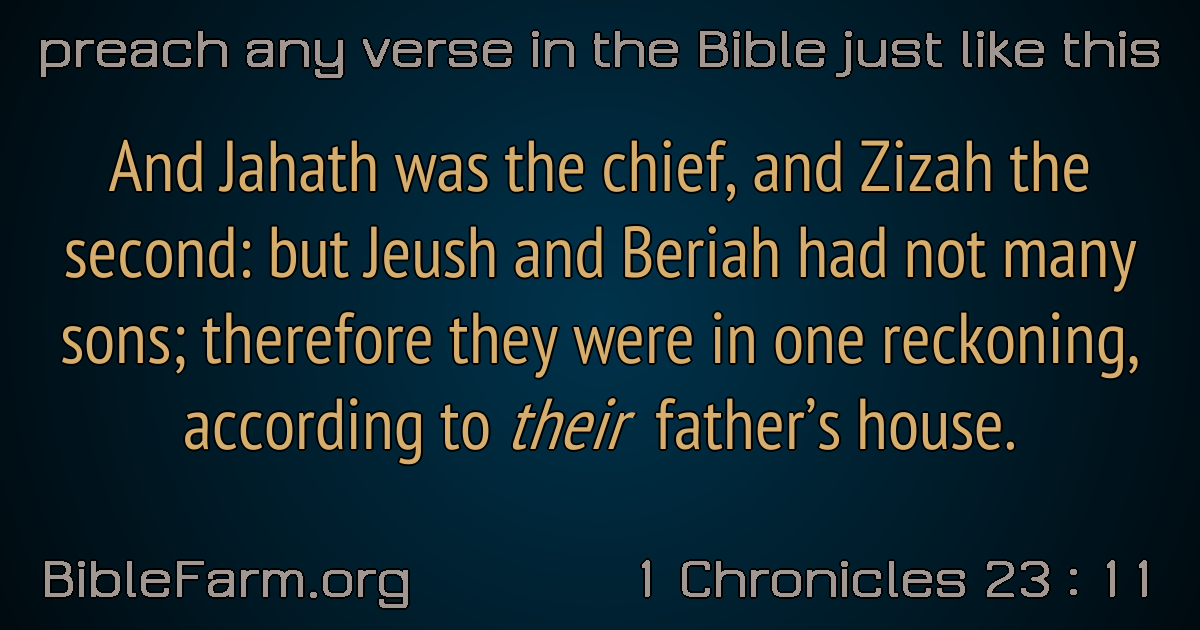 preach any verse in the Bible just like this
And Jahath was the chief, and Zizah the
second: but Jeush and Beriah had not many
sons; therefore they were in one reckoning,
according to their father’s house.
BibleFarm.org
1 Chronicles 23 : 11